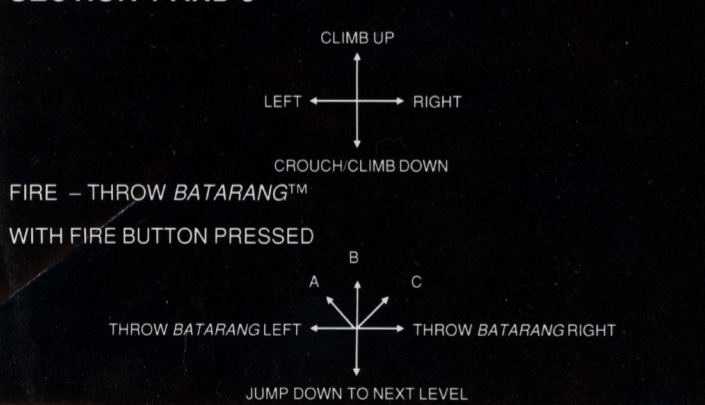 CLIMB UP
LEFT RIGHT
CROUCH/CLIMB DOWN
FIRE – THROW BATARANG™
WITH FIRE BUTTON PRESSED
B
A C
THROW BATARANG LEFT THROW BATARANG RIGHT
JUMP DOWN TO NEXT LEVEL